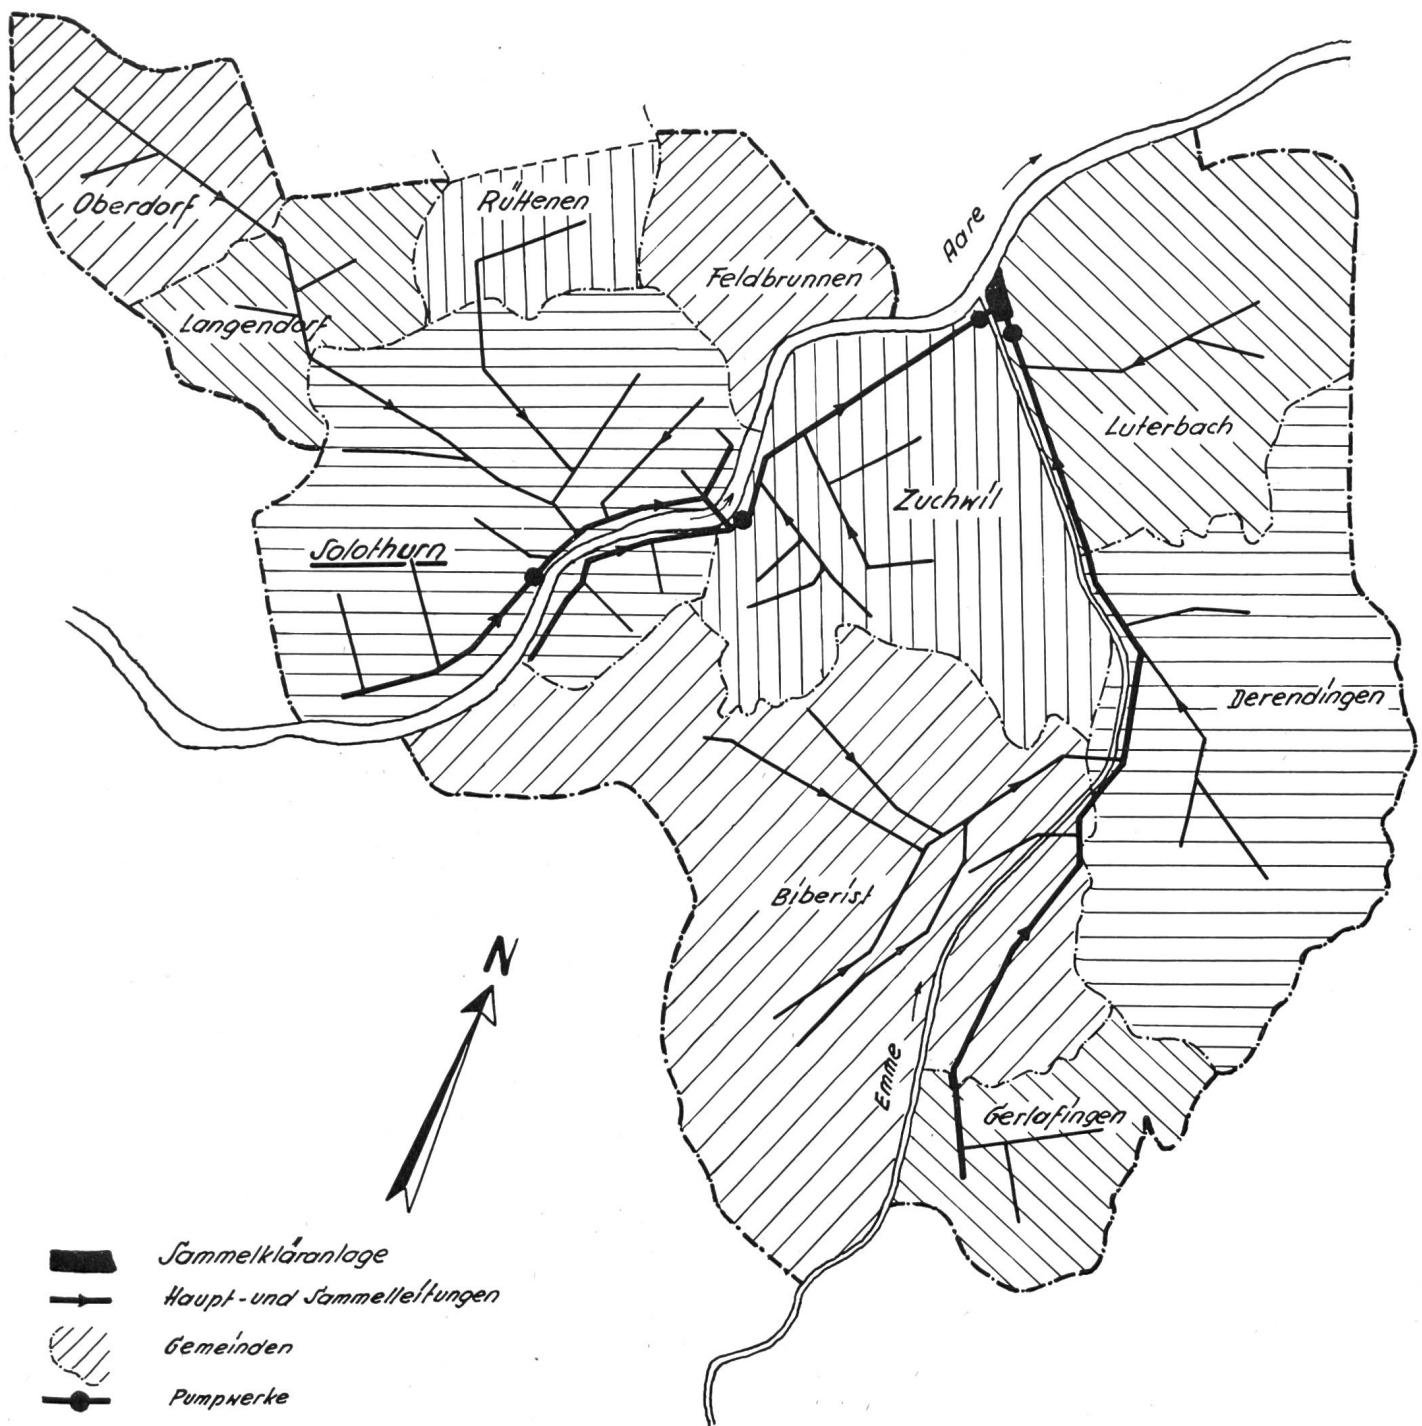 Oberdorf
Rüttenen
Aare
Feldbrunnen
Langendorf
Luterbach
Zuchwil
Solothurn
Derendingen
Biberist
N
Emme
Gerlafingen
Sammelkläranlage
Haupt-und Sammelleitungen
Gemeinden
Pumpwerke